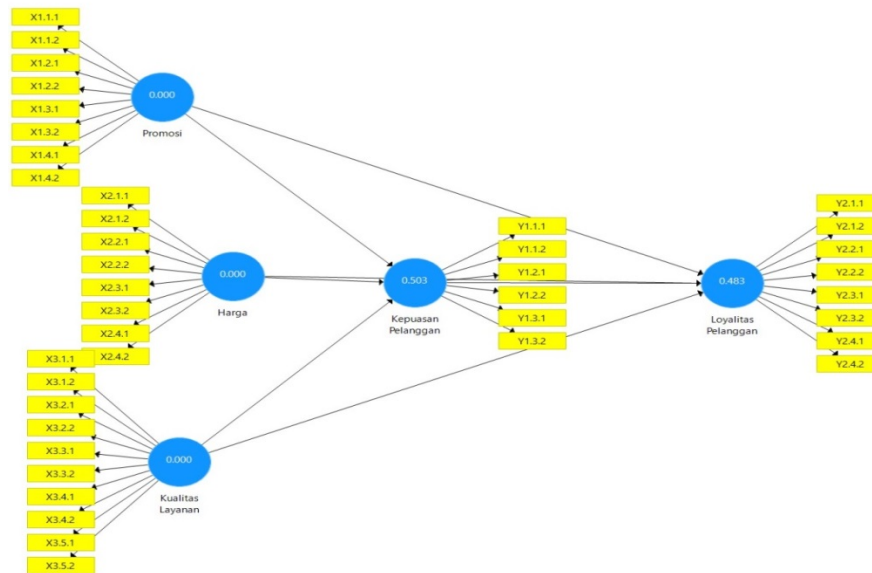 X1.1.1
X1.1.2
X1.2.1
X1.2.2
X1.3.1
X1.3.2
X1.4.1
X1.4.2
0.000
Promosi
X2.1.1
X2.1.2
X2.2.1
X2.2.2
X2.3.1
X2.3.2
X2.4.1
X2.4.2
0.000
Harga
X3.1.1
X3.1.2
X3.2.1
X3.2.2
X3.3.1
X3.3.2
X3.4.1
X3.4.2
X3.5.1
X3.5.2
0.000
Kualitas
Layanan
0.503
Kepuasan
Pelanggan
Y1.1.1
Y1.1.2
Y1.2.1
Y1.2.2
Y1.3.1
Y1.3.2
0.483
Loyalitas
Pelanggan
Y2.1.1
Y2.1.2
Y2.2.1
Y2.2.2
Y2.3.1
Y2.3.2
Y2.4.1
Y2.4.2